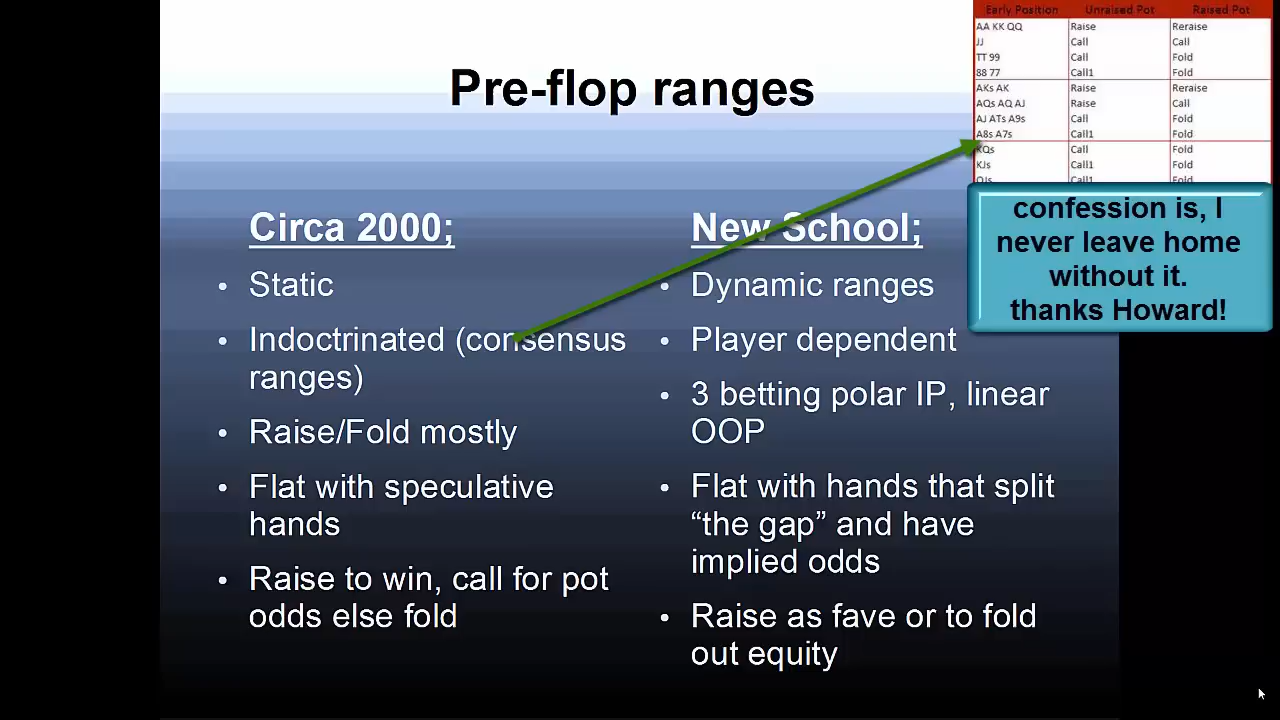 Pre-flop ranges
Early Position Unraised Pot Raised Pot
AA KK QQ Raise Reraise
JJ Call Call
TT 99 Call Fold
88 77 Call1 Fold
AKs AK Raise Reraise
AQs AQ AJ Raise Call
AJ ATs A9s Call Fold
A8s A7s Call1 Fold
KQs Call Fold
KJs Call1 Fold
QJs Call1 Fold
confession is, I
never leave home
without it.
thanks Howard!
Circa 2000;
• Static
• Indoctrinated (consensus
ranges)
• Raise/Fold mostly
• Flat with speculative
hands
• Raise to win, call for pot
odds else fold
New School;
• Dynamic ranges
• Player dependent
• 3 betting polar IP, linear
OOP
• Flat with hands that split
“the gap” and have
implied odds
• Raise as fave or to fold
out equity